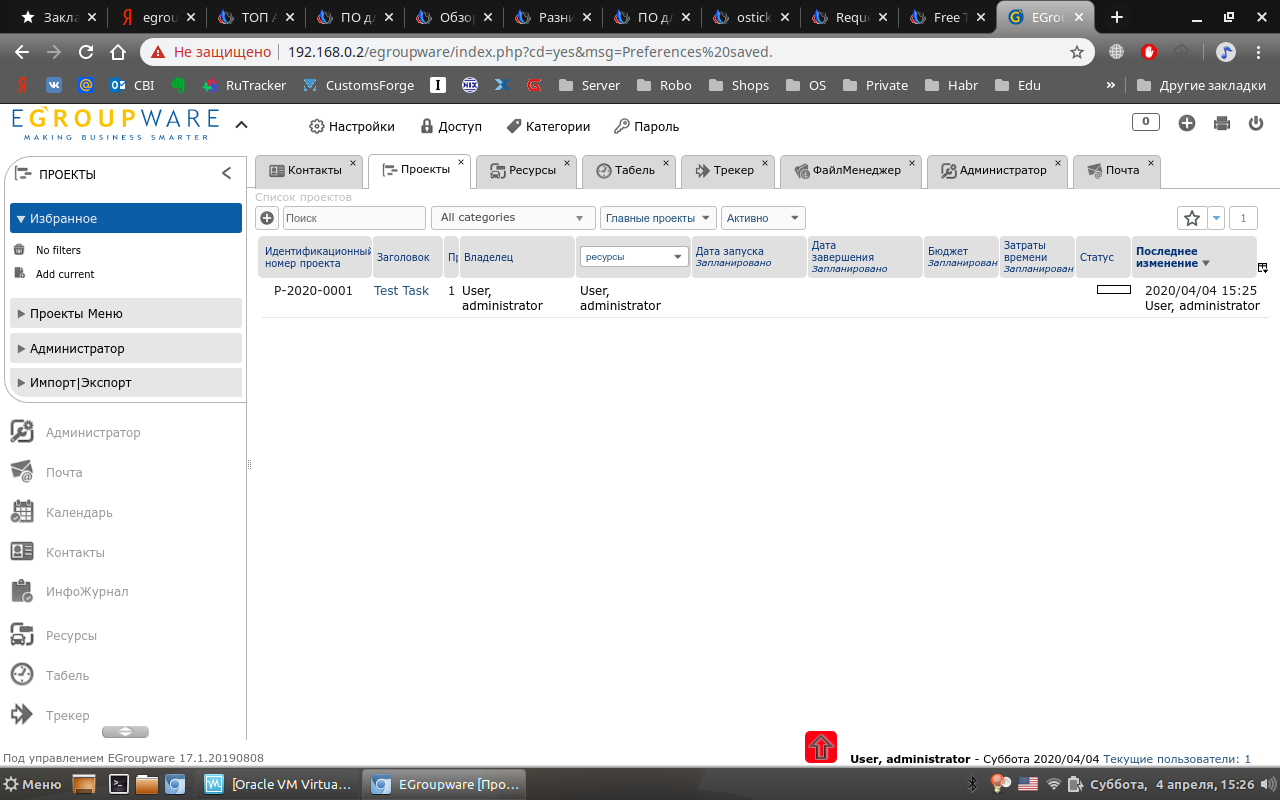 Закла
egrou
ТОП А
ПО дл
Обзо
Разни
ПО дл
ostick
Reque
Free T
EGrou
Не защищено
192.168.0.2/egroupware/index.php?cd=yes&msg=Preferences%20saved.
CBI
RuTracker
CustomsForge
Server
Robo
Shops
OS
Private
Habr
Edu
»
Другие закладки
EGROUPWARE
MAKING BUSINESS SMARTER
Настройки
Доступ
Категории
Пароль
0
ПРОЕКТЫ
Контакты
Проекты
Ресурсы
Табель
Трекер
ФайлМенеджер
Администратор
Почта
Список проектов
Поиск
All categories
Главные проекты
Активно
1
Избранное
No filters
Add current
Проекты Меню
Администратор
Импорт|Экспорт
Администратор
Почта
Календарь
Контакты
ИнфоЖурнал
Ресурсы
Табель
Трекер
Идентификационный
номер проекта
Заголовок
Пр
Владелец
ресурсы
Дата запуска
Запланировано
Дата
завершения
Запланировано
Бюджет
Запланирован
Затраты
времени
Запланирован
Статус
Последнее
изменение
P-2020-0001
Test Task
1
User,
administrator
User,
administrator
2020/04/04 15:25
User, administrator
Под управлением EGroupware 17.1.20190808
User, administrator - Суббота 2020/04/04 Текущие пользователи: 1
Меню
[Oracle VM Virtua...
EGroupware [Про...
Суббота, 4 апреля, 15:26